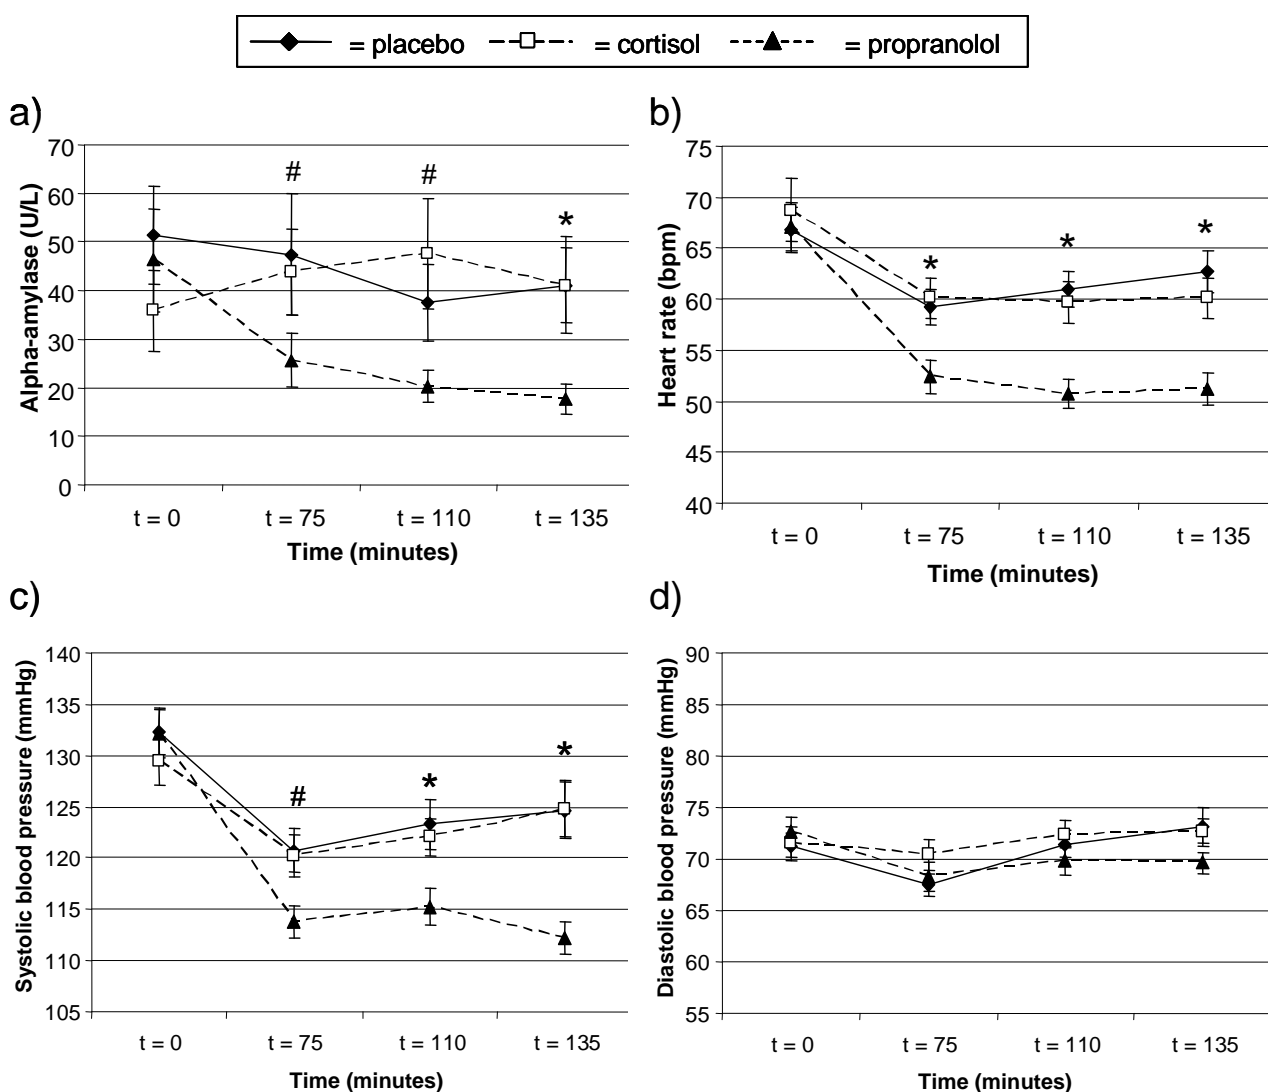 = placebo = cortisol = propranolol
a)
Alpha-amylase (U/L)
70
60
50
40
30
20
10
0
# # *
t = 0 t = 75 t = 110 t = 135
Time (minutes)
b)
Heart rate (bpm)
75
70
65
60
55
50
45
40
* * *
t = 0 t = 75 t = 110 t = 135
Time (minutes)
c)
Systolic blood pressure (mmHg)
140
135
130
125
120
115
110
105
# * *
t = 0 t = 75 t = 110 t = 135
Time (minutes)
d)
Diastolic blood pressure (mmHg)
90
85
80
75
70
65
60
55
t = 0 t = 75 t = 110 t = 135
Time (minutes)